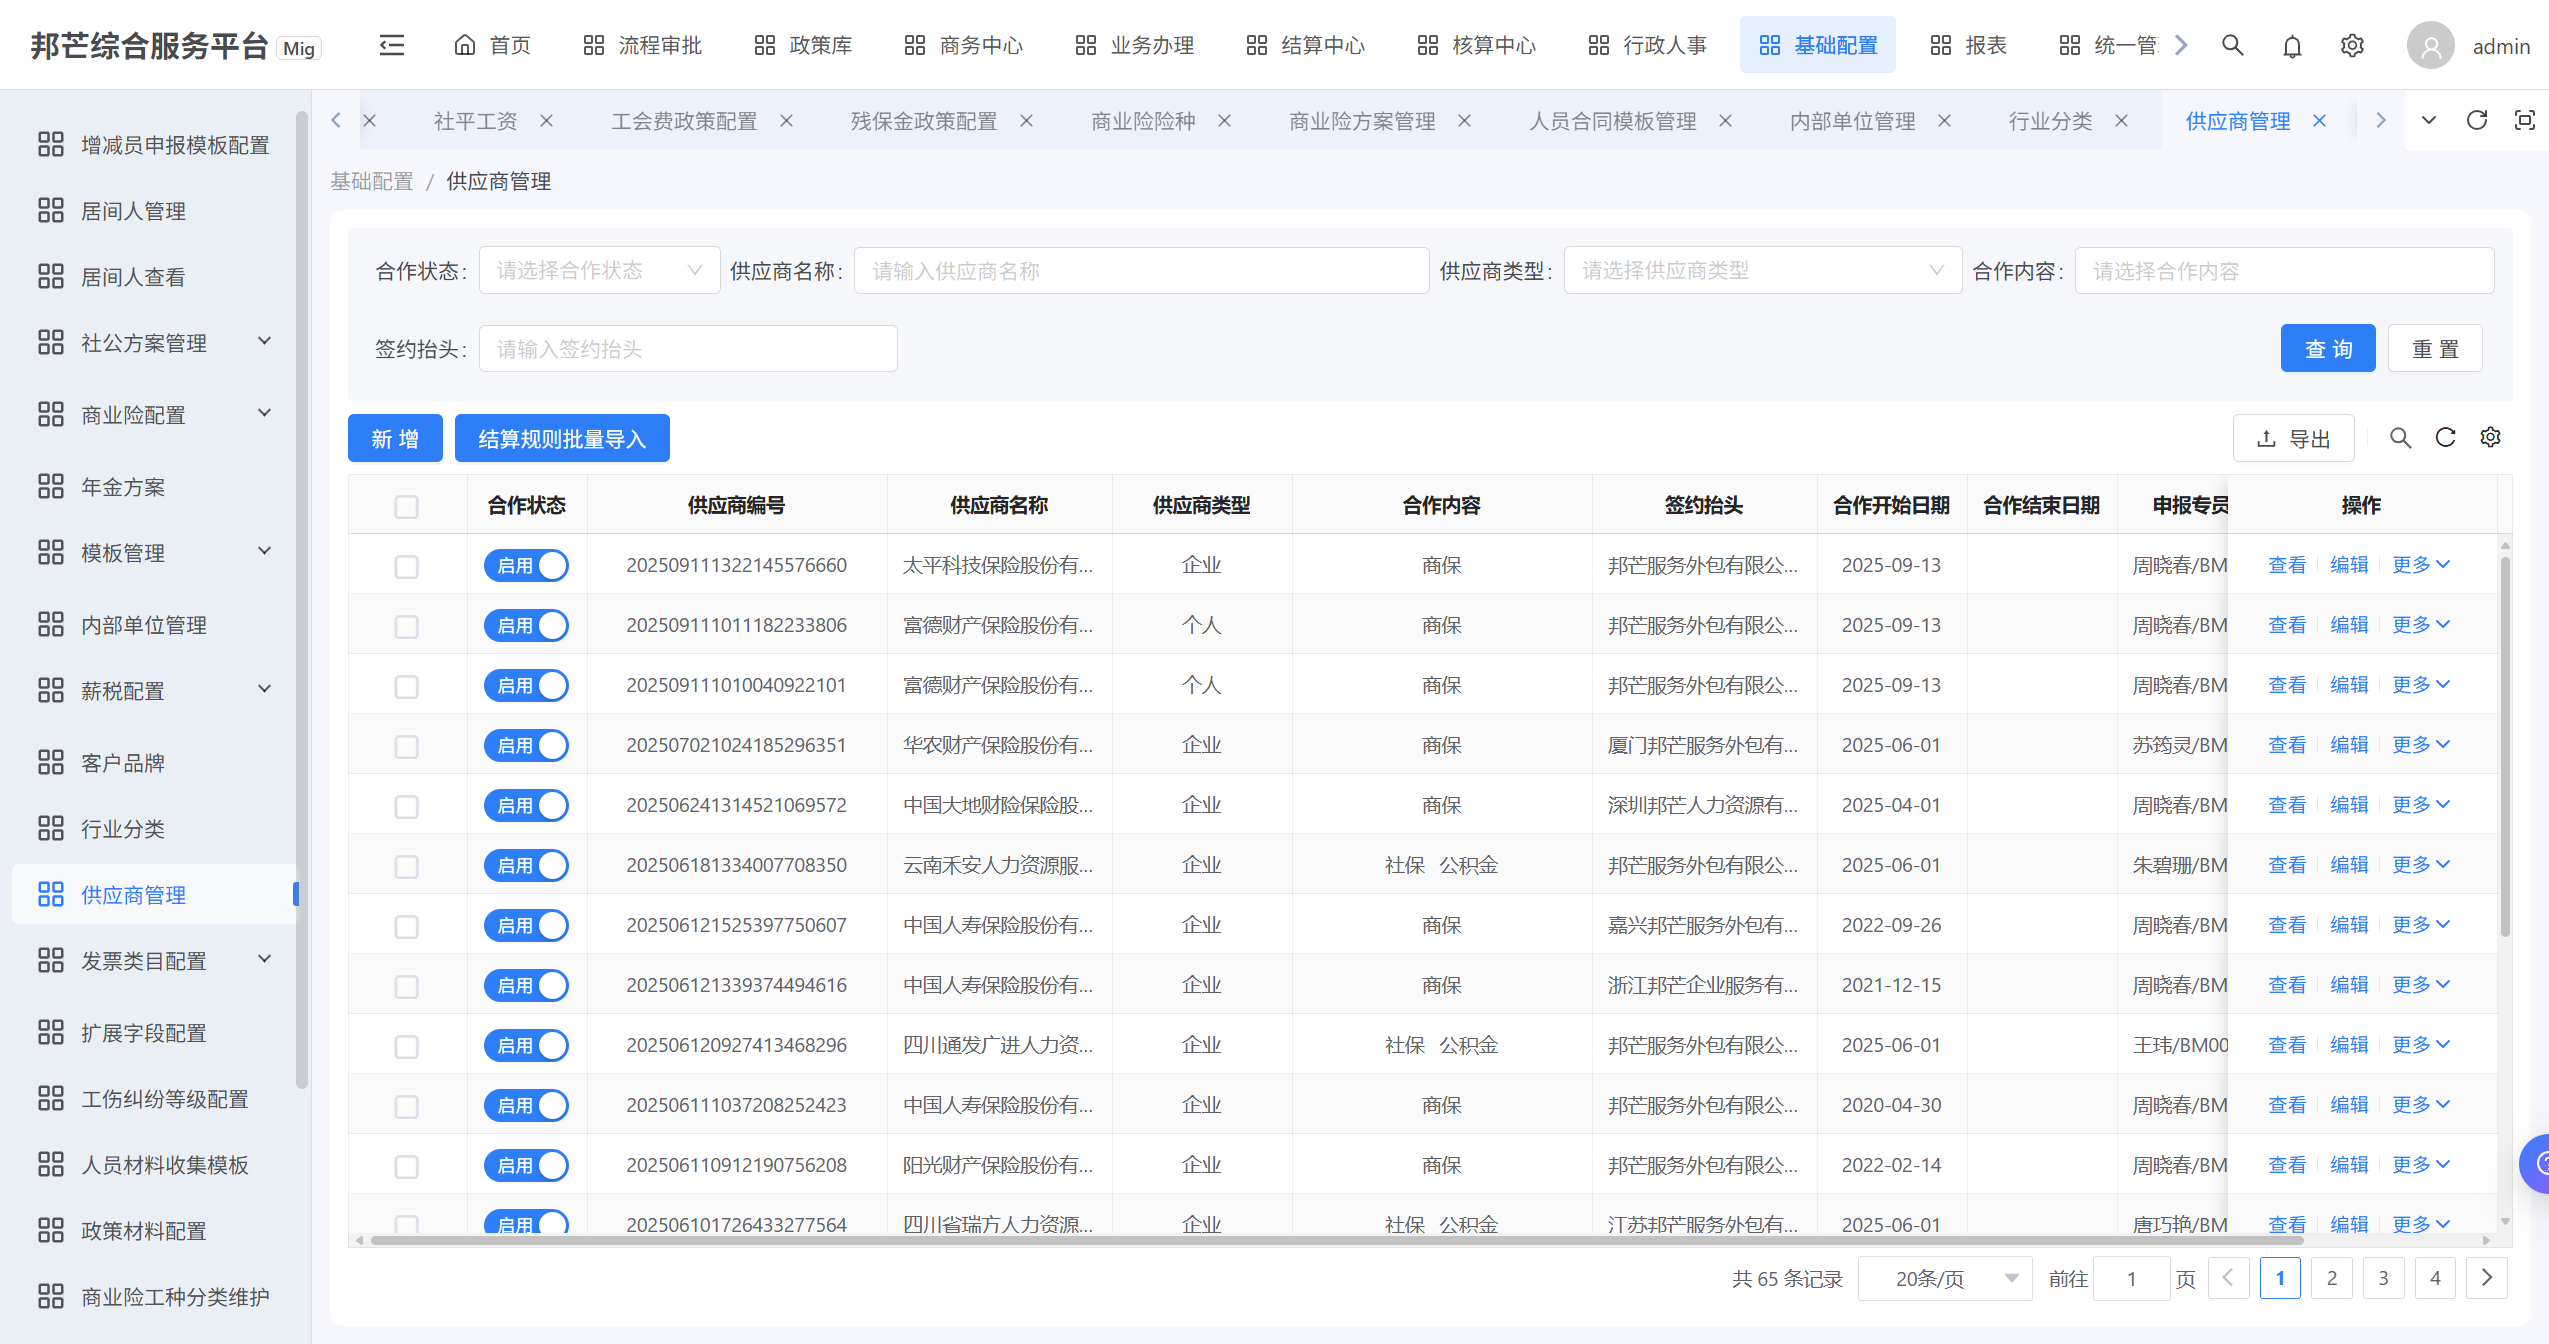 邦芒综合服务平台 Mig 首页 流程审批 政策库 商务中心 业务办理 结算中心 核算中心 行政人事 基础配置 报表 统一管 admin
社平工资 工会费政策配置 残保金政策配置 商业险险种 商业险方案管理 人员合同模板管理 内部单位管理 行业分类 供应商管理
增减员申报模板配置
居间人管理
居间人查看
社公方案管理
商业险配置
年金方案
模板管理
内部单位管理
薪税配置
客户品牌
行业分类
供应商管理
发票类目配置
扩展字段配置
工伤纠纷等级配置
人员材料收集模板
政策材料配置
商业险工种分类维护
基础配置 / 供应商管理
合作状态: 请选择合作状态 供应商名称: 请输入供应商名称 供应商类型: 请选择供应商类型 合作内容: 请选择合作内容
签约抬头: 请输入签约抬头 查 询 重 置
新 增 结算规则批量导入 导出
合作状态 供应商编号 供应商名称 供应商类型 合作内容 签约抬头 合作开始日期 合作结束日期 申报专员 操作
启用 202509111322145576660 太平科技保险股份有... 企业 商保 邦芒服务外包有限公... 2025-09-13 周晓春/BM 查看 编辑 更多
启用 202509111011182233806 富德财产保险股份有... 个人 商保 邦芒服务外包有限公... 2025-09-13 周晓春/BM 查看 编辑 更多
启用 202509111010040922101 富德财产保险股份有... 个人 商保 邦芒服务外包有限公... 2025-09-13 周晓春/BM 查看 编辑 更多
启用 202507021024185296351 华农财产保险股份有... 企业 商保 厦门邦芒服务外包有... 2025-06-01 苏筠灵/BM 查看 编辑 更多
启用 202506241314521069572 中国大地财险保险股... 企业 商保 深圳邦芒人力资源有... 2025-04-01 周晓春/BM 查看 编辑 更多
启用 202506181334007708350 云南禾安人力资源服... 企业 社保 公积金 邦芒服务外包有限公... 2025-06-01 朱碧珊/BM 查看 编辑 更多
启用 202506121525397750607 中国人寿保险股份有... 企业 商保 嘉兴邦芒服务外包有... 2022-09-26 周晓春/BM 查看 编辑 更多
启用 202506121339374494616 中国人寿保险股份有... 企业 商保 浙江邦芒企业服务有... 2021-12-15 周晓春/BM 查看 编辑 更多
启用 202506120927413468296 四川通发广进人力资... 企业 社保 公积金 邦芒服务外包有限公... 2025-06-01 王玮/BM00 查看 编辑 更多
启用 202506111037208252423 中国人寿保险股份有... 企业 商保 邦芒服务外包有限公... 2020-04-30 周晓春/BM 查看 编辑 更多
启用 202506110912190756208 阳光财产保险股份有... 企业 商保 邦芒服务外包有限公... 2022-02-14 周晓春/BM 查看 编辑 更多
启用 202506101726433277564 四川省瑞方人力资源... 企业 社保 公积金 江苏邦芒服务外包有... 2025-06-01 唐巧艳/BM 查看 编辑 更多
共 65 条记录 20条/页 前往 1 页 1 2 3 4